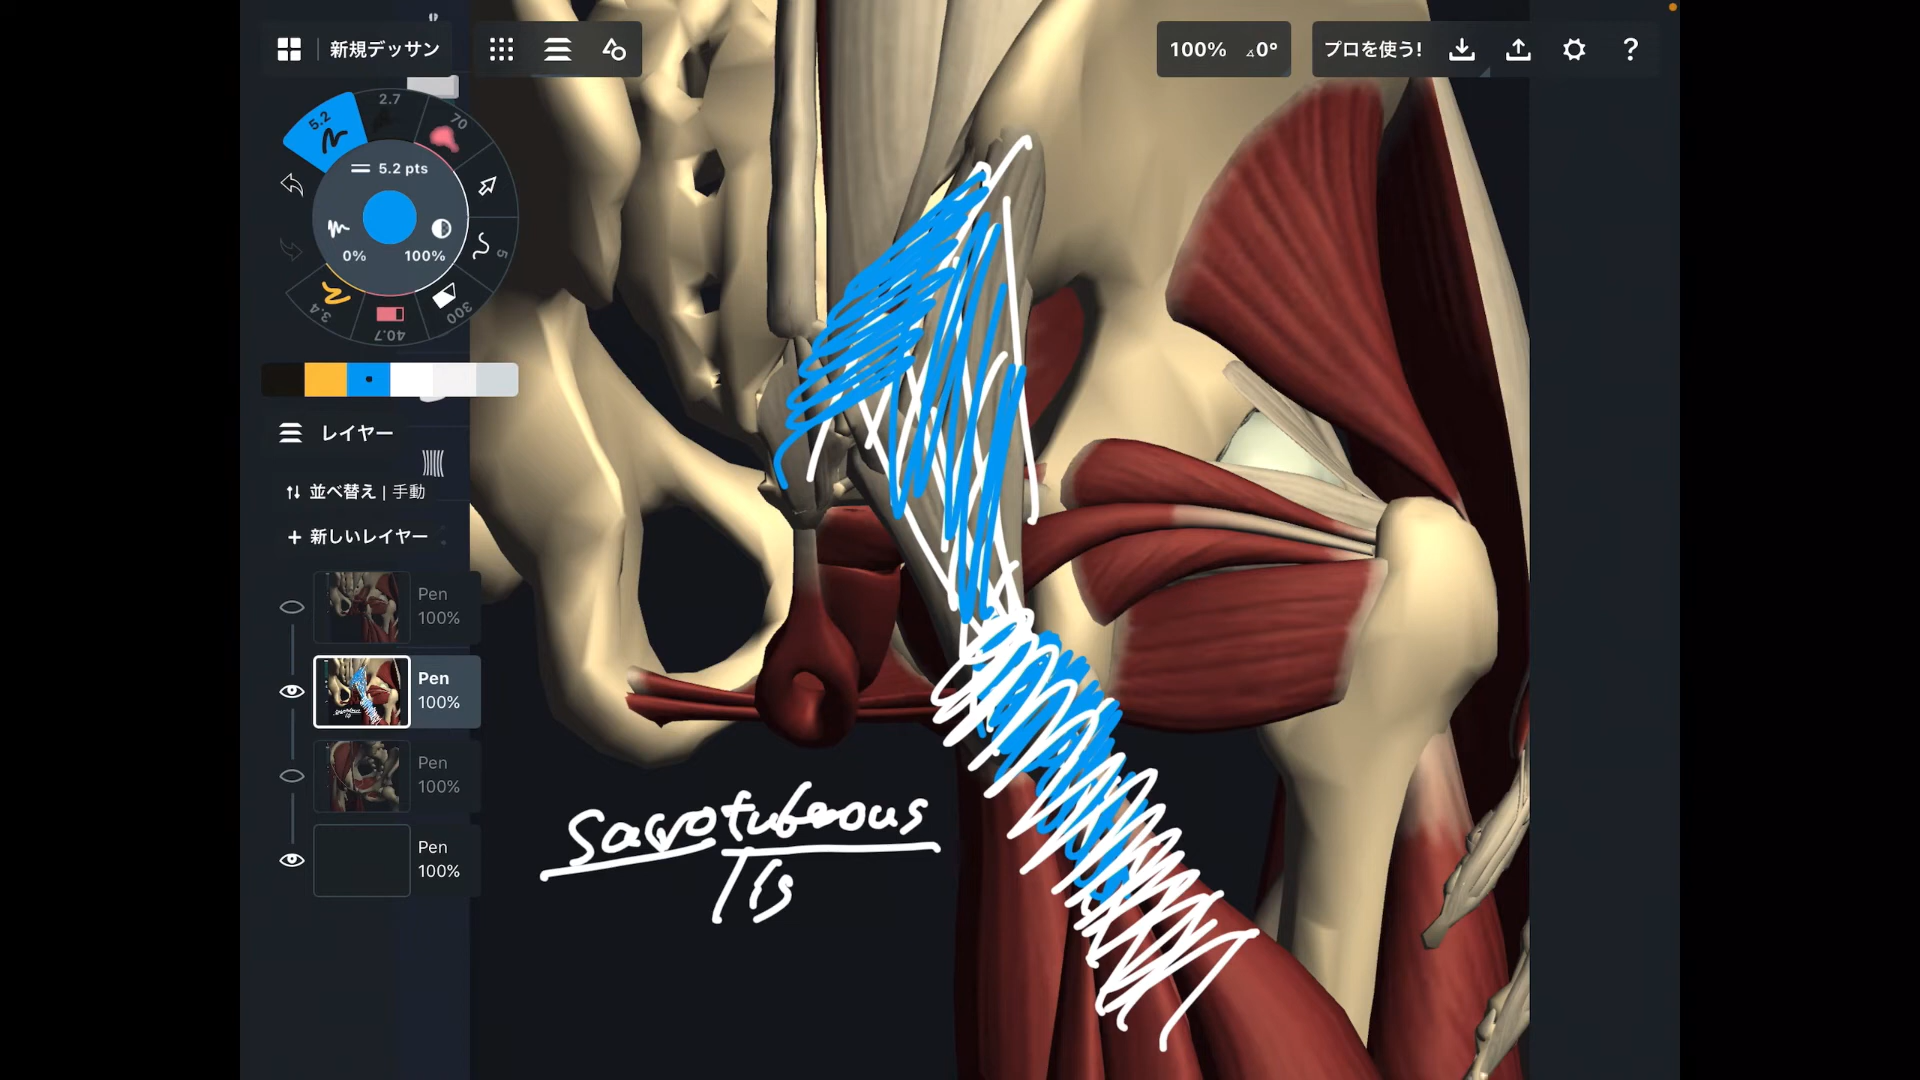 新規デッサン
100% ⊿0°
プロを使う!
?
5.2
2.7
70
5.2 pts
0%
100%
5
3.4
40.7
300
レイヤー
並べ替え | 手動
+ 新しいレイヤー
Pen
100%
Pen
100%
Pen
100%
Pen
100%
Sacrotuberous